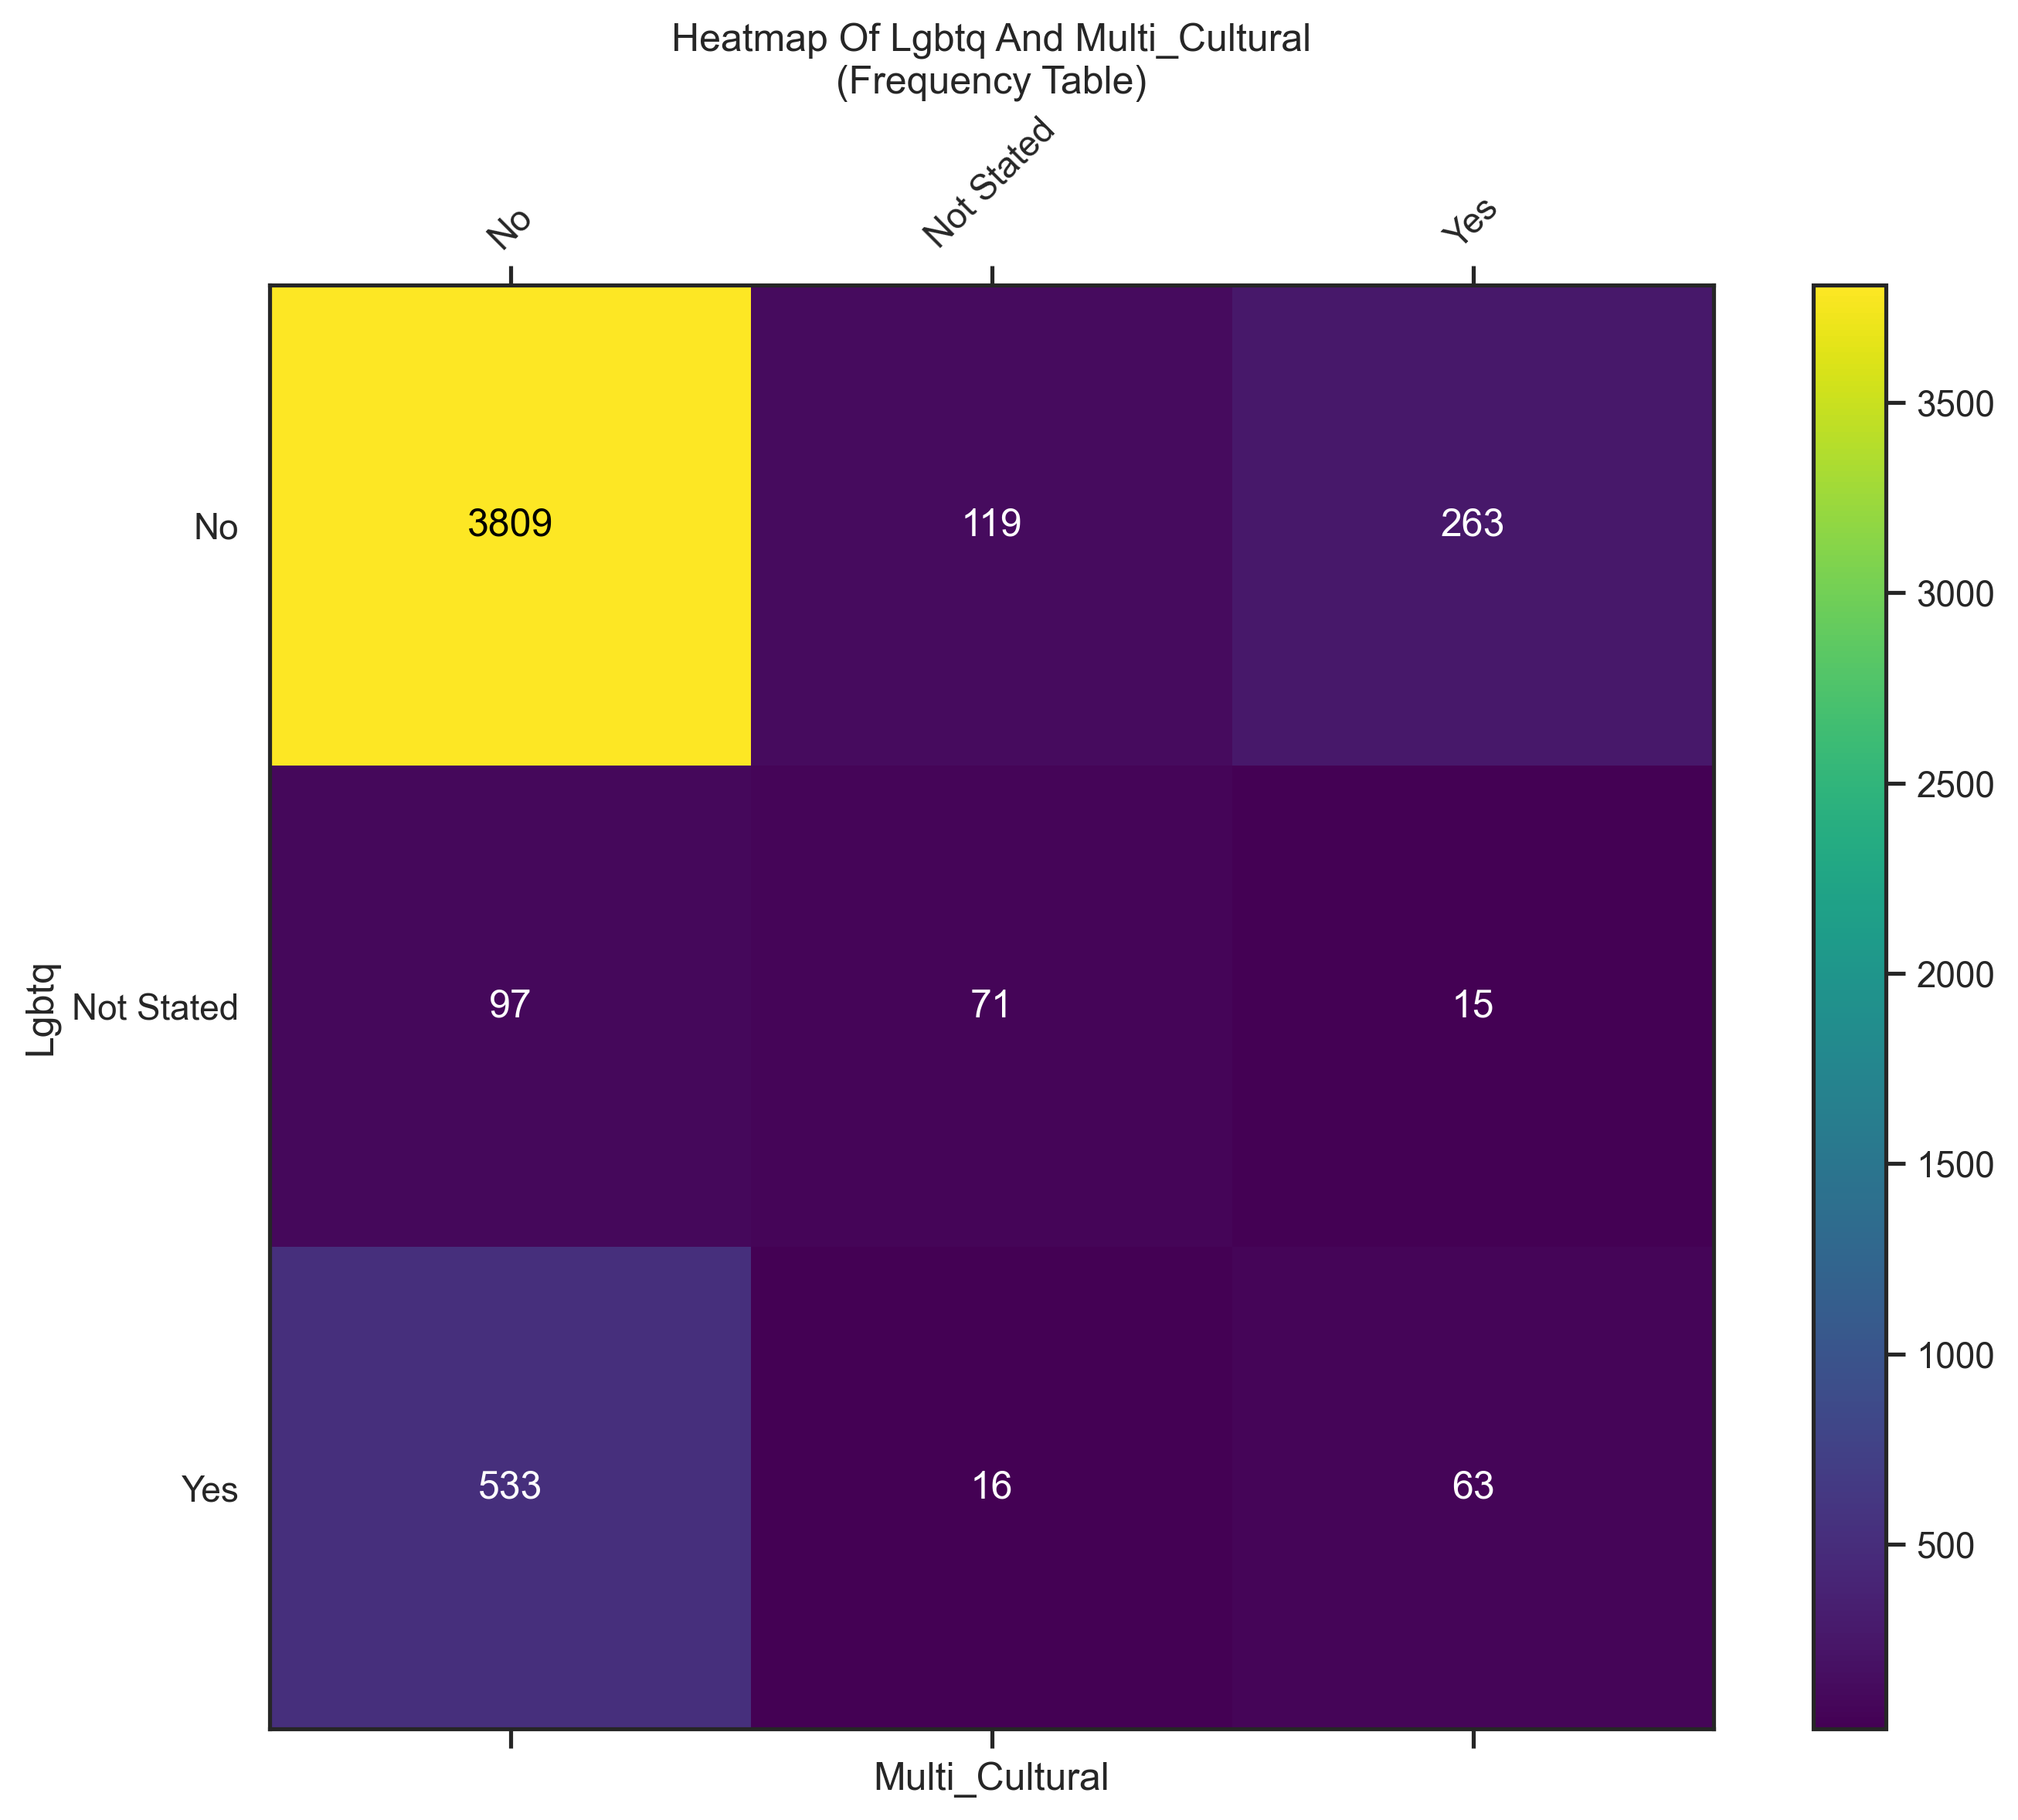 Heatmap Of Lgbtq And Multi_Cultural
(Frequency Table)
No
Not Stated
Yes
No
3809
119
263
Not Stated
97
71
15
Yes
533
16
63
Lgbtq
Multi_Cultural
3500
3000
2500
2000
1500
1000
500